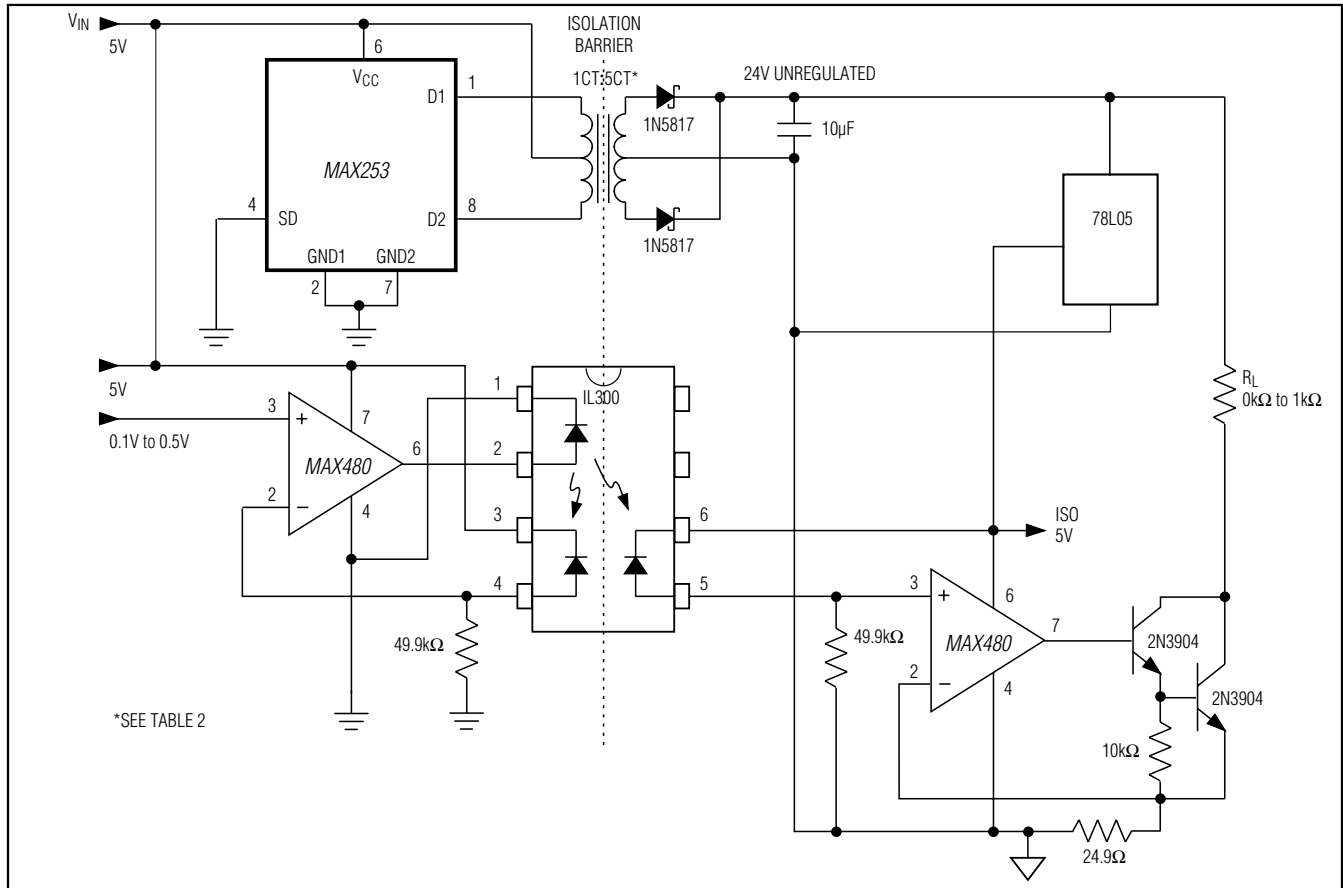 VIN
5V
ISOLATION
BARRIER
1CT:5CT*
24V UNREGULATED
6
VCC
D1
1
MAX253
4
SD
D2
8
GND1
GND2
2
7
1N5817
1N5817
10µF
78L05
5V
0.1V to 0.5V
3
+
7
MAX480
6
2
−
4
49.9kΩ
1
2
3
4
IL300
6
5
ISO
5V
RL
0kΩ to 1kΩ
49.9kΩ
3
+
6
MAX480
7
2
−
4
2N3904
2N3904
10kΩ
24.9Ω
*SEE TABLE 2